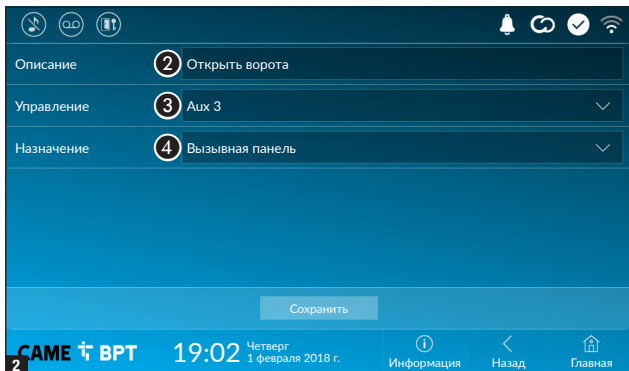 Описание 2 Открыть ворота
Управление 3 Aux 3
Назначение 4 Вызывная панель
Сохранить
CAME BPT 19:02 Четверг
1 февраля 2018 г.
Информация Назад Главная
2